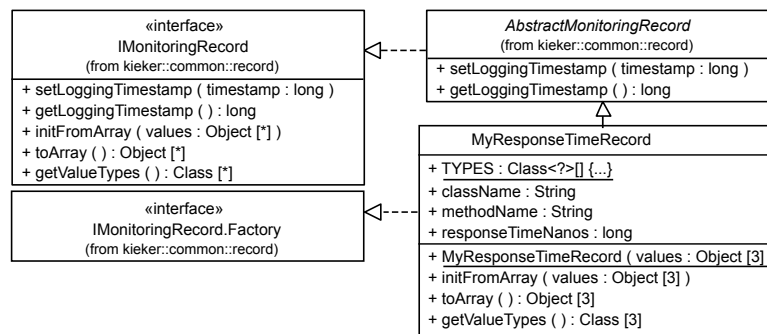 «interface»
IMonitoringRecord
(from kieker::common::record)
+ setLoggingTimestamp ( timestamp : long )
+ getLoggingTimestamp ( ) : long
+ initFromArray ( values : Object [*] )
+ toArray ( ) : Object [*]
+ getValueTypes ( ) : Class [*]
«interface»
IMonitoringRecord.Factory
(from kieker::common::record)
AbstractMonitoringRecord
(from kieker::common::record)
+ setLoggingTimestamp ( timestamp : long )
+ getLoggingTimestamp ( ) : long
MyResponseTimeRecord
+ TYPES : Class<?>[] {...}
+ className : String
+ methodName : String
+ responseTimeNanos : long
+ MyResponseTimeRecord ( values : Object [3]
+ initFromArray ( values : Object [3] )
+ toArray ( ) : Object [3]
+ getValueTypes ( ) : Class [3]